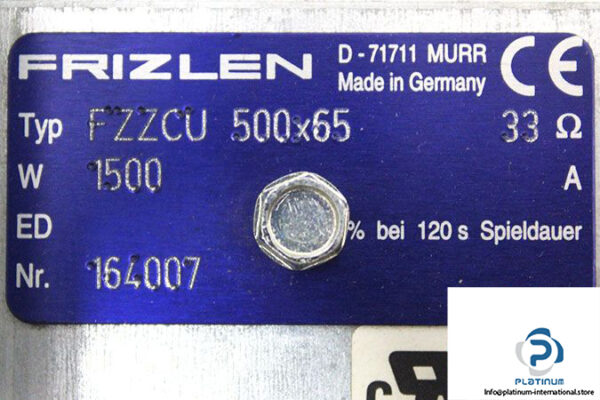 FRIZLEN
D - 71711 MURR
Made in Germany
CE
Typ FZZCU 500x65 33 Ω
W 1500 A
ED % bei 120 s Spieldauer
Nr. 164007
PLATINUM
Info@platinum-international.store